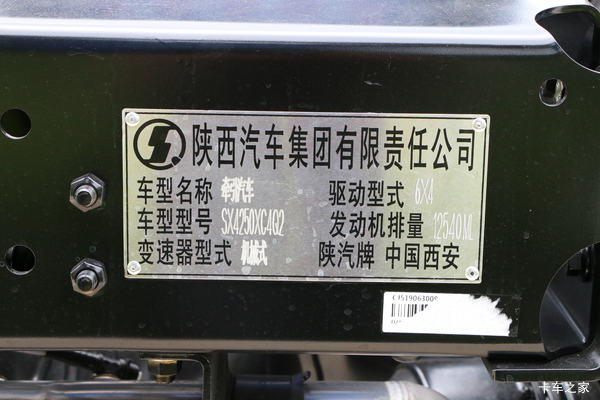 陕西汽车集团有限责任公司
车型名称 牵引汽车 驱动型式 6X4
车型型号 SX4250XC4Q2 发动机排量 12540ML
变速器型式 机械式 陕汽牌 中国西安
卡车之家